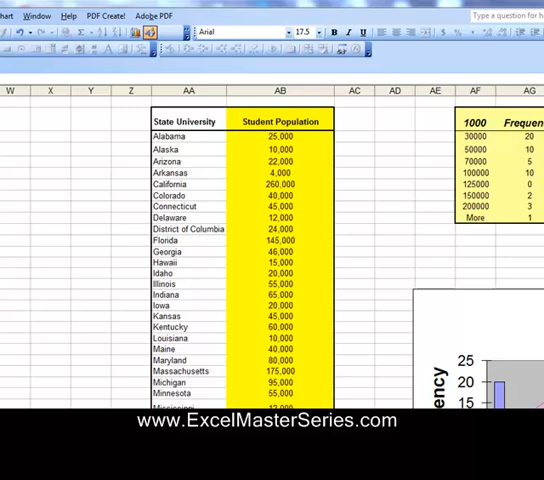 hart Window Help PDF Create! Adobe PDF Type a question for h
Arial 17.5 B I U
W X Y Z AA AB AC AD AE AF AG
State University Student Population 1000 Frequen
Alabama 25,000 30000 20
Alaska 10,000 50000 10
Arizona 22,000 70000 5
Arkansas 4,000 100000 10
California 260,000 125000 0
Colorado 40,000 150000 2
Connecticut 45,000 200000 3
Delaware 12,000 More 1
District of Columbia 24,000
Florida 145,000
Georgia 46,000
Hawaii 15,000
Idaho 20,000
Illinois 55,000
Indiana 65,000
Iowa 20,000
Kansas 45,000
Kentucky 60,000
Louisiana 10,000
Maine 40,000
Maryland 80,000 25
Massachusetts 175,000
Michigan 95,000 20
Minnesota 55,000
Mississippi 12,000 15
ency
www.ExcelMasterSeries.com